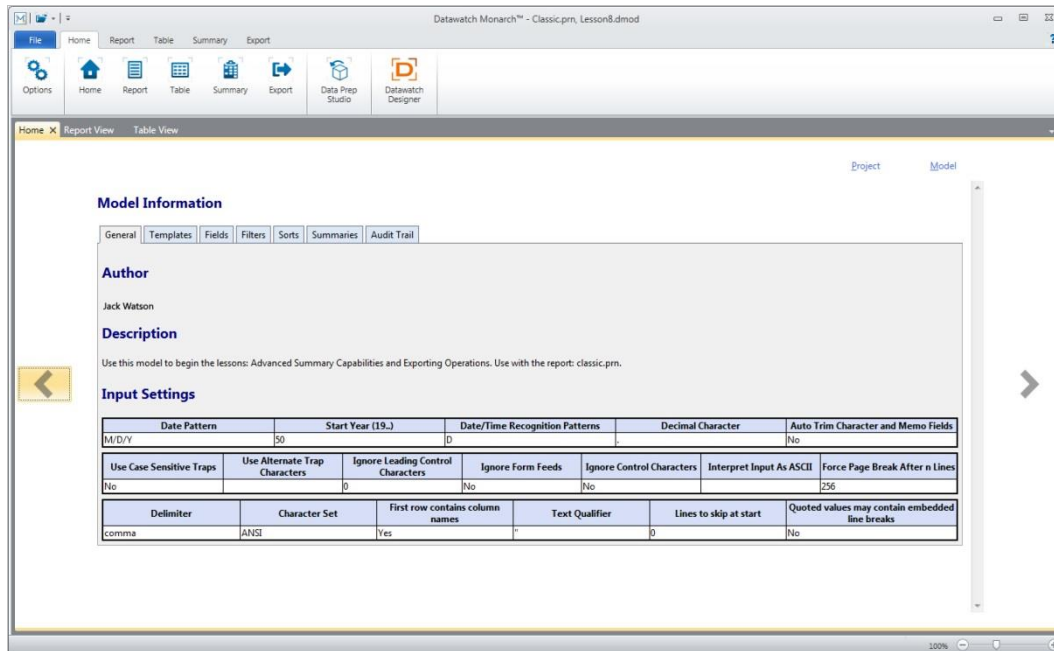 Datawatch Monarch™ - Classic.prn, Lesson8.dmod
File Home Report Table Summary Export
Options Home Report Table Summary Export Data Prep Studio Datawatch Designer
Home X Report View Table View
Project Model
Model Information
General Templates Fields Filters Sorts Summaries Audit Trail
Author
Jack Watson
Description
Use this model to begin the lessons: Advanced Summary Capabilities and Exporting Operations. Use with the report: classic.prn.
Input Settings
Date Pattern Start Year (19..) Date/Time Recognition Patterns Decimal Character Auto Trim Character and Memo Fields
M/D/Y 50 D . No
Use Case Sensitive Traps Use Alternate Trap Characters Ignore Leading Control Characters Ignore Form Feeds Ignore Control Characters Interpret Input As ASCII Force Page Break After n Lines
No 0 No No 256
Delimiter Character Set First row contains column names Text Qualifier Lines to skip at start Quoted values may contain embedded line breaks
comma ANSI Yes " 0 No
100%